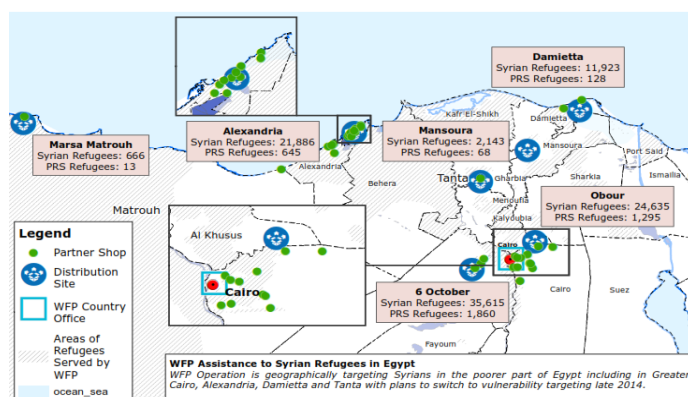 Damietta
Syrian Refugees: 11,923
PRS Refugees: 128
Kafr El-Shikh
Damietta
Marsa Matrouh
Syrian Refugees: 666
PRS Refugees: 13
Alexandria
Syrian Refugees: 21,886
PRS Refugees: 645
Mansoura
Syrian Refugees: 2,143
PRS Refugees: 68
Mansoura
Port Said
Alexandria
Behera
Tanta
Gharbia
Sharkia
Ismailia
Menoufia
Kalyoubia
Obour
Syrian Refugees: 24,635
PRS Refugees: 1,295
Matrouh
Al Khusus
Cairo
Cairo
6 October
Syrian Refugees: 35,615
PRS Refugees: 1,860
Cairo
Suez
Payoum
Legend
Partner Shop
Distribution
Site
WFP Country
Office
Areas of
Refugees
Served by
WFP
ocean_sea
WFP Assistance to Syrian Refugees in Egypt
WFP Operation is geographically targeting Syrians in the poorer part of Egypt including in Greater
Cairo, Alexandria, Damietta and Tanta with plans to switch to vulnerability targeting late 2014.